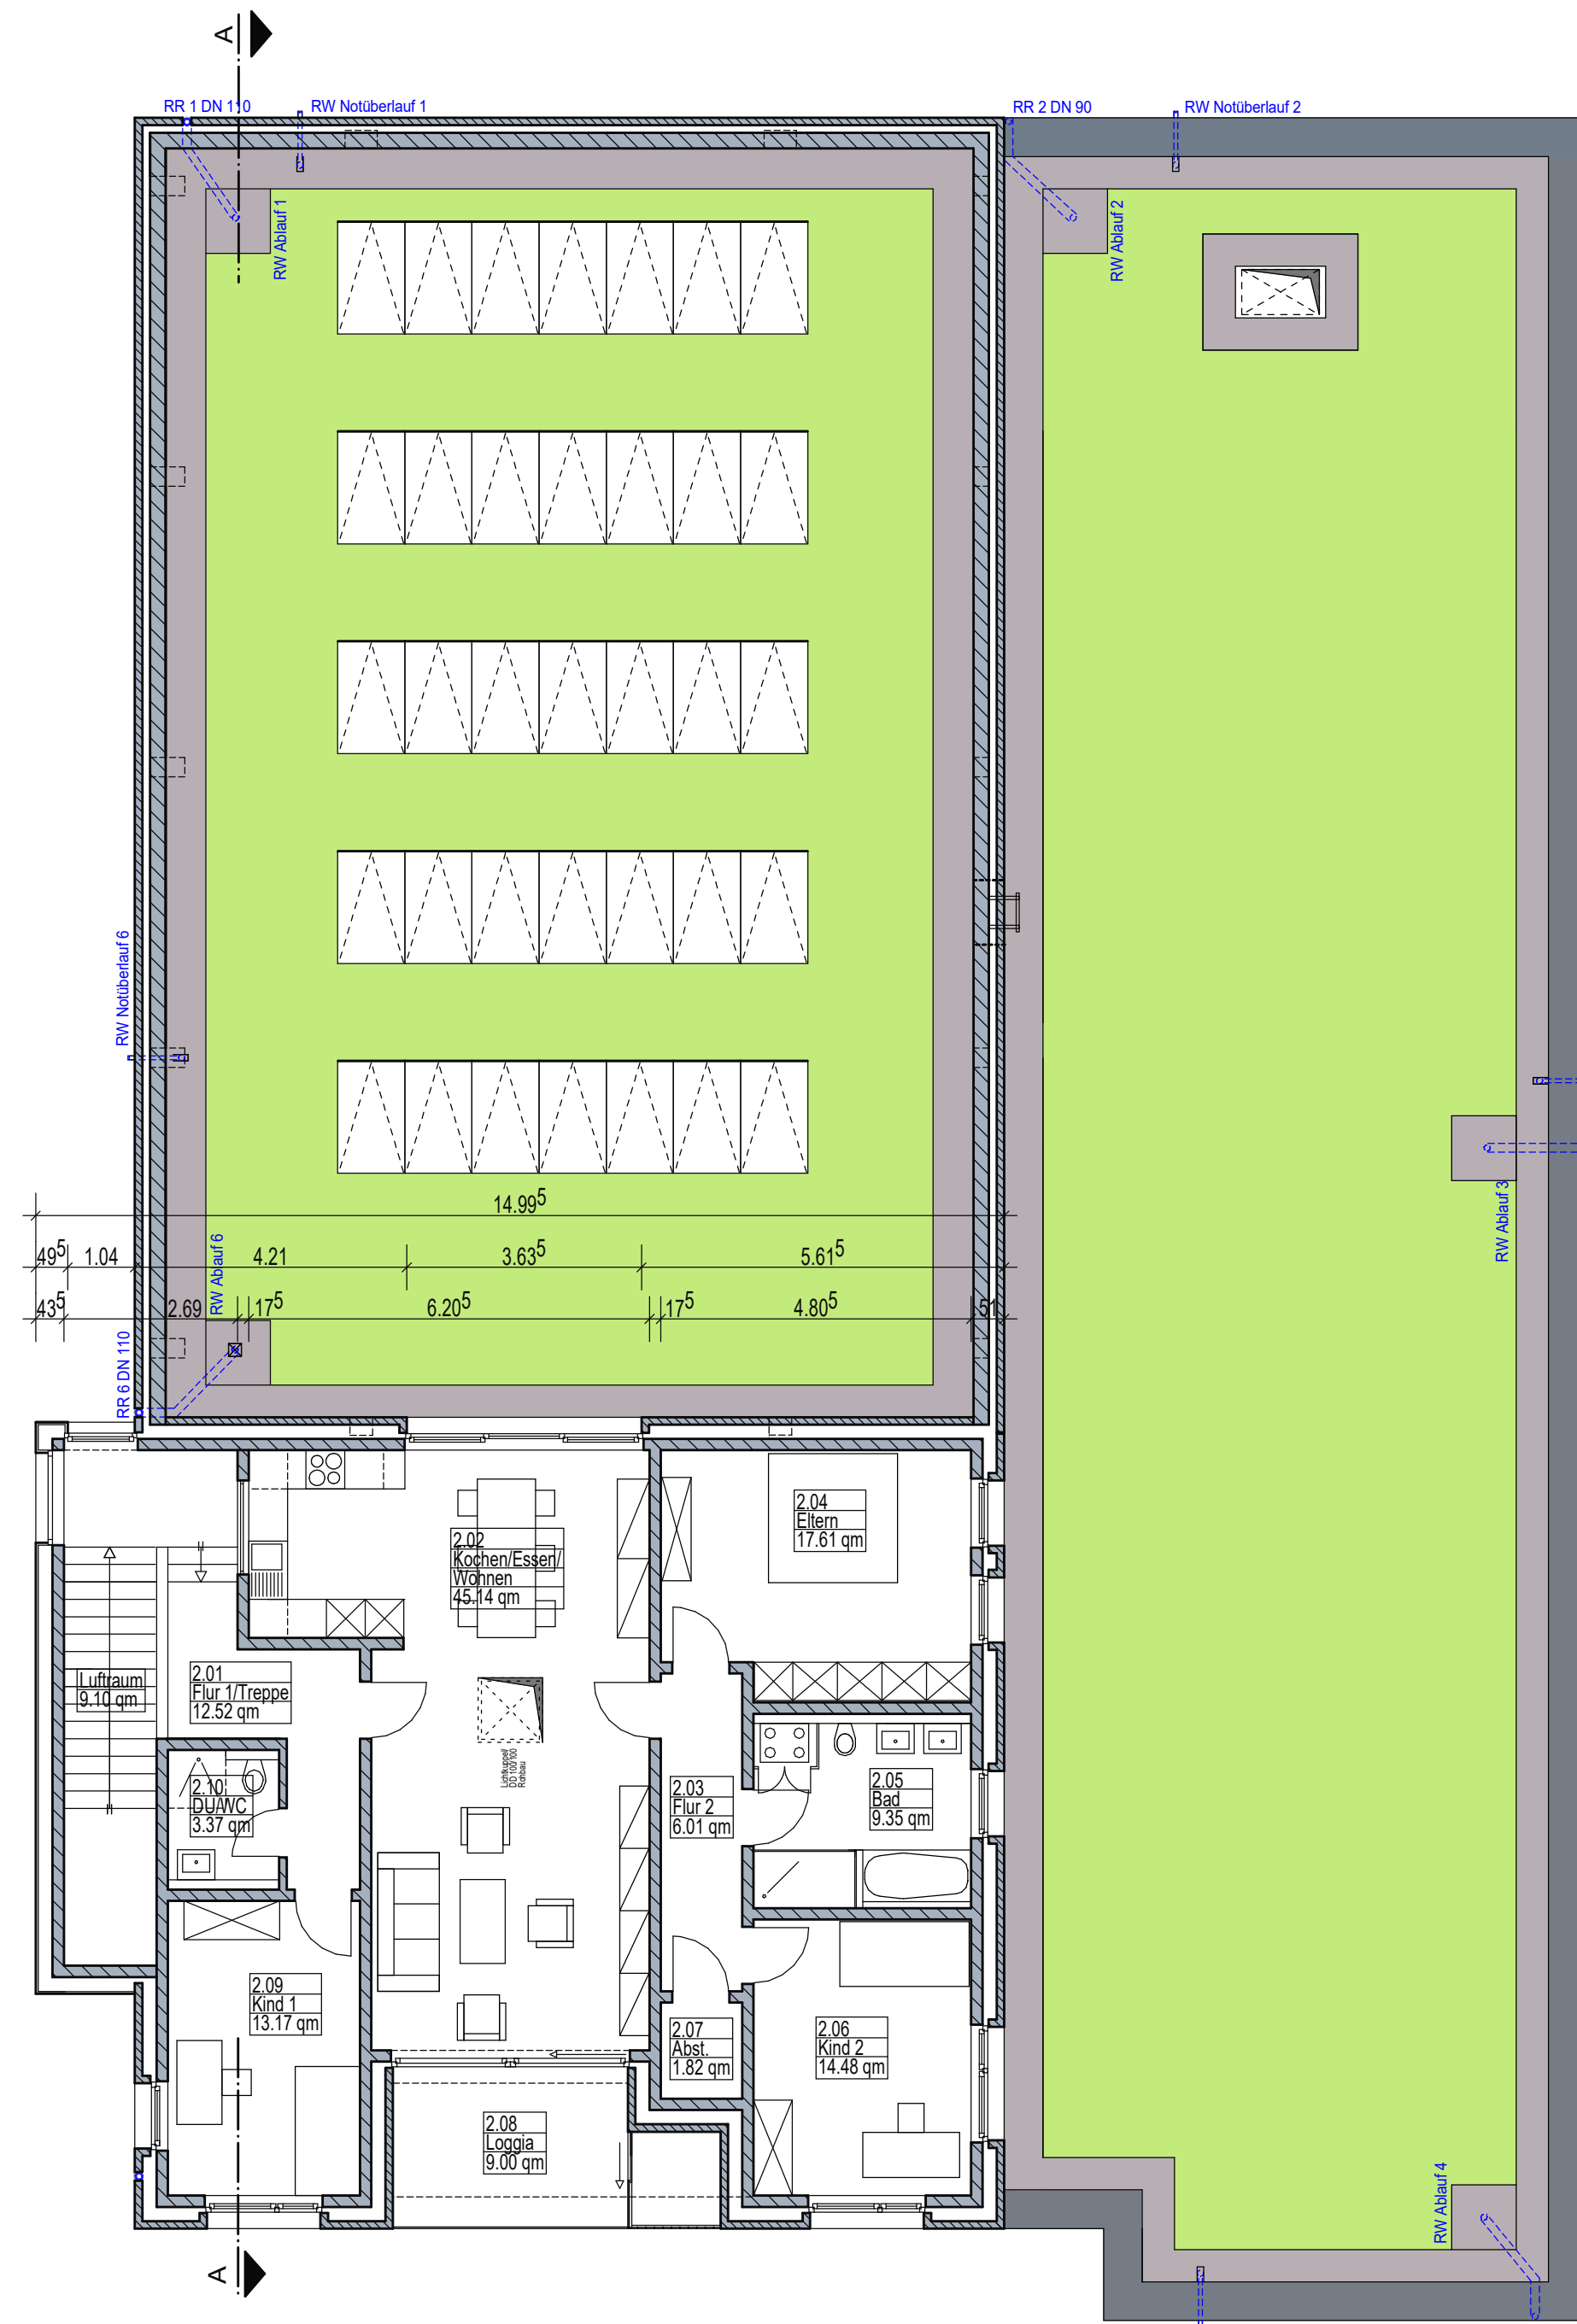 A
RR 1 DN 110
RW Notüberlauf 1
RR 2 DN 90
RW Notüberlauf 2
RW Ablauf 1
RW Ablauf 2
RW Notüberlauf 6
RW Ablauf 3
14.99⁵
49⁵ 1.04 4.21 3.63⁵ 5.61⁵
RW Ablauf 6
43⁵ 2.69 17⁵ 6.20⁵ 17⁵ 4.80⁵ 51
RR 6 DN 110
2.04
Eltern
17.61 qm
2.02
Kochen/Essen/
Wohnen
45.14 qm
Luftraum
9.10 qm
2.01
Flur 1/Treppe
12.52 qm
Lichtkuppel/
DD 100/100
Rohbau
2.10
DU/WC
3.37 qm
2.03
Flur 2
6.01 qm
2.05
Bad
9.35 qm
2.09
Kind 1
13.17 qm
2.07
Abst.
1.82 qm
2.06
Kind 2
14.48 qm
2.08
Loggia
9.00 qm
RW Ablauf 4
A